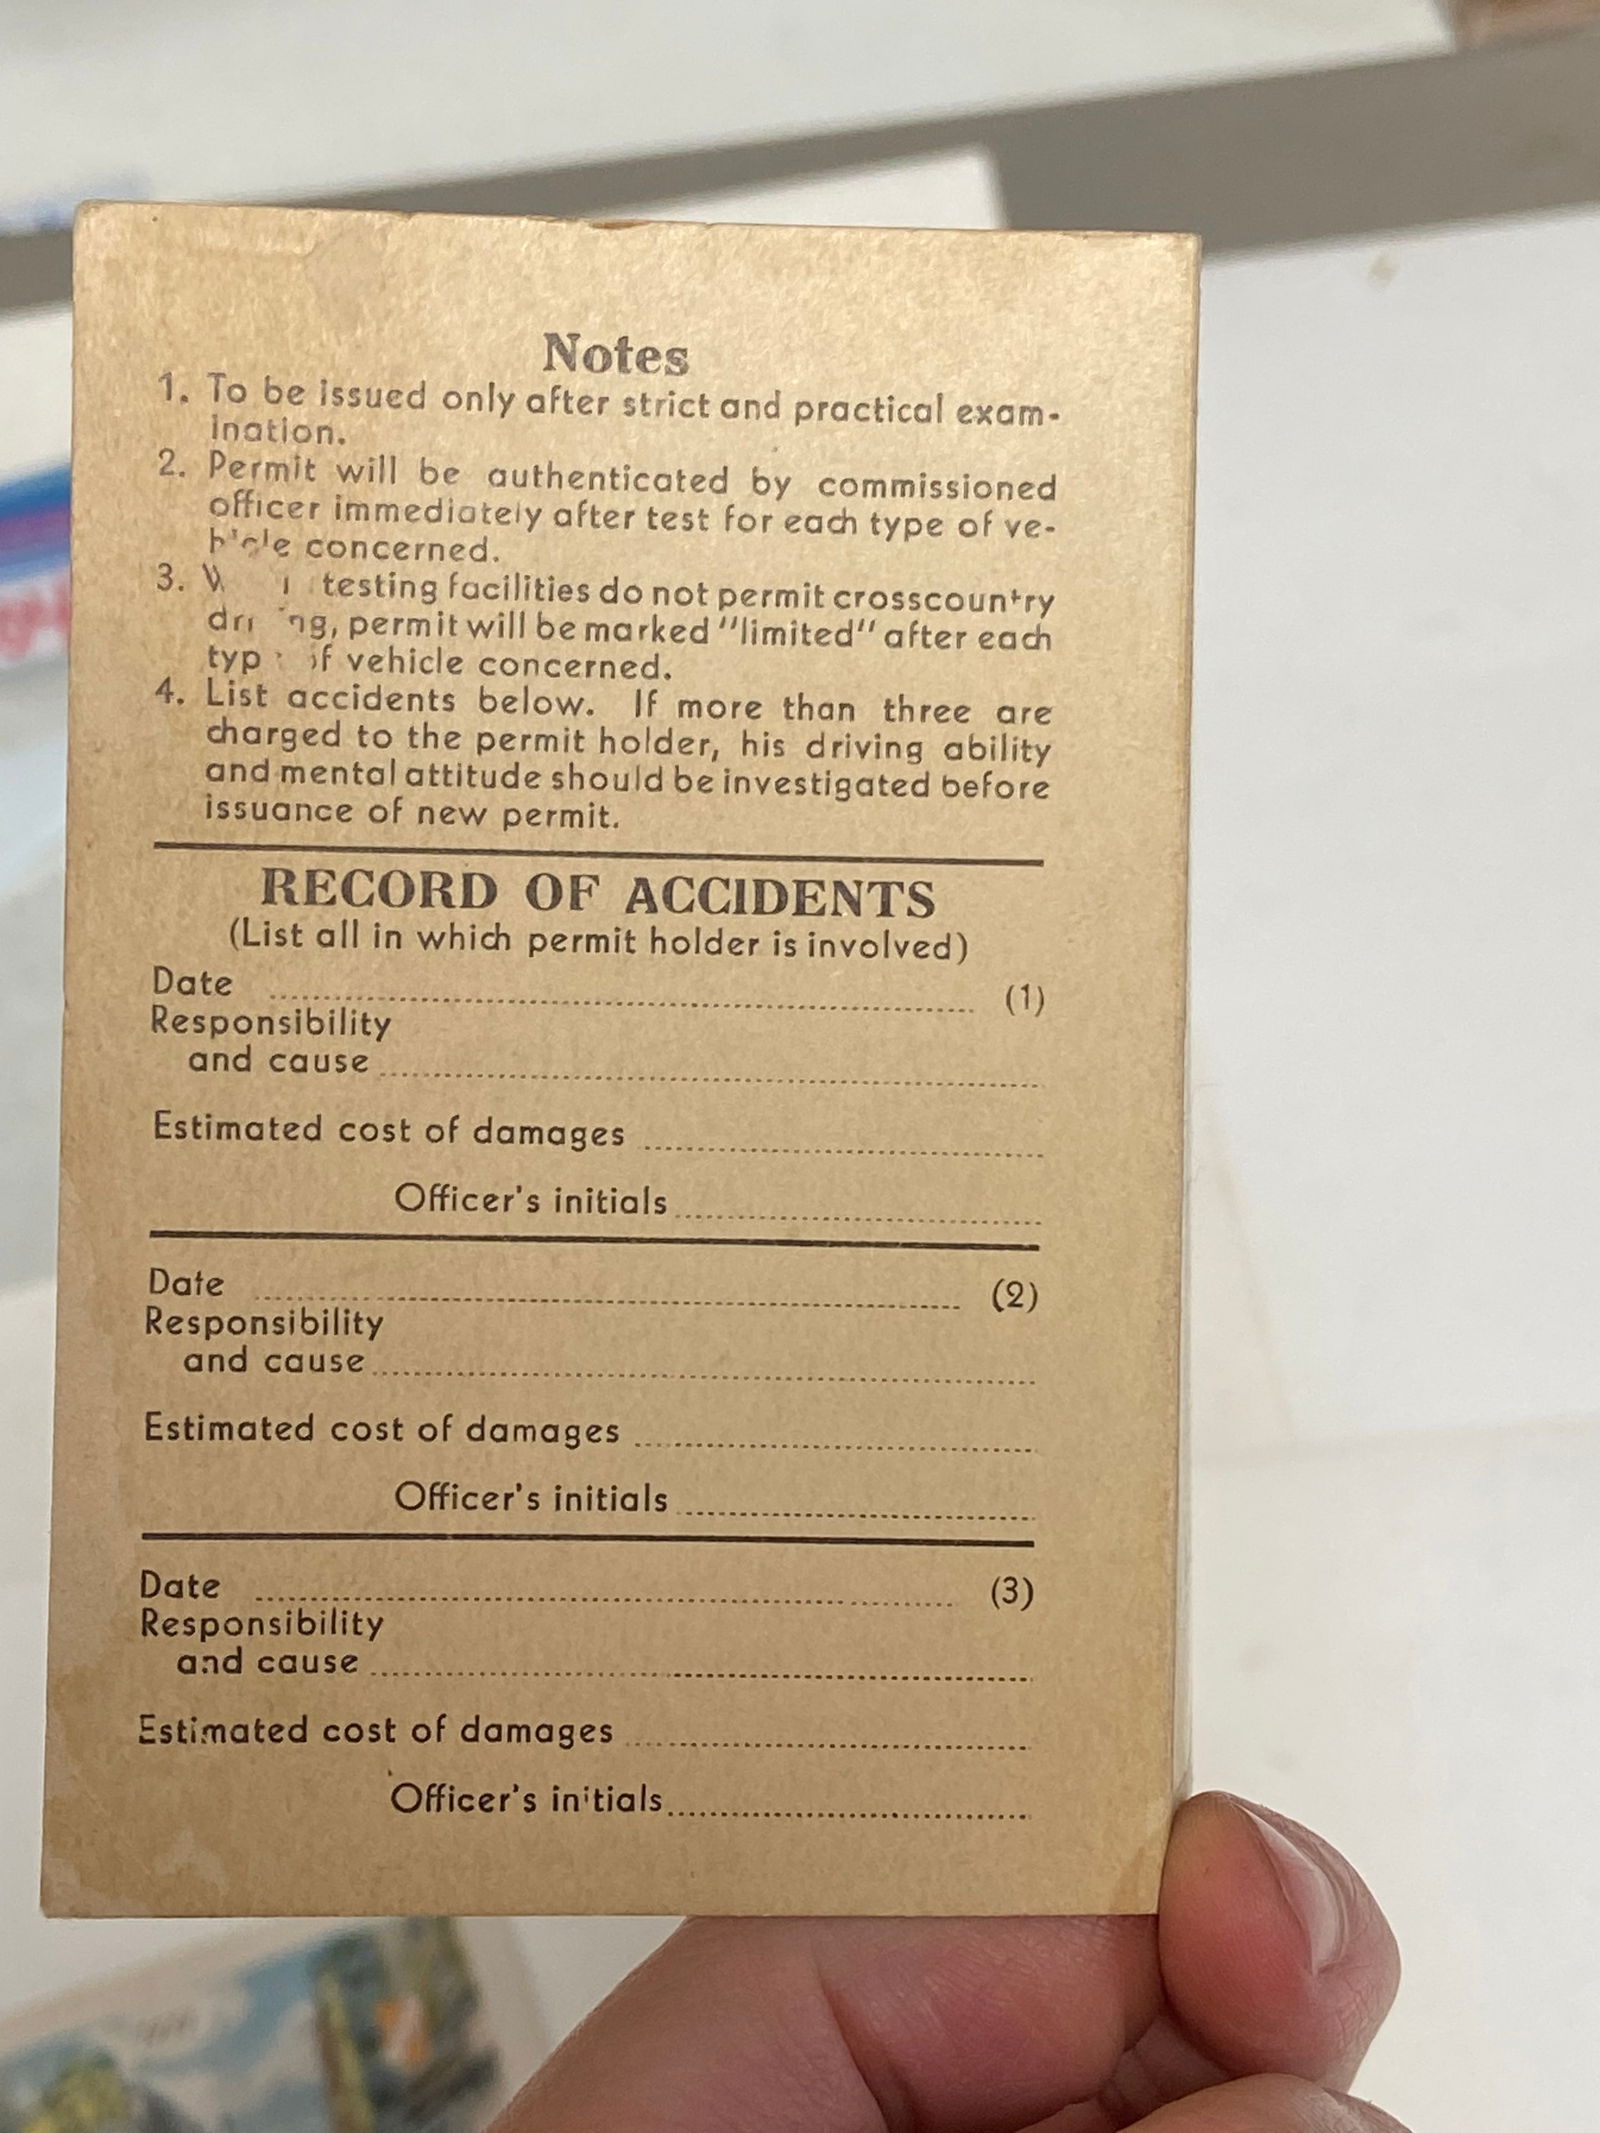 Notes
1. To be issued only after strict and practical exam-
ination.
2. Permit will be authenticated by commissioned
officer immediately after test for each type of ve-
hicle concerned.
3. testing facilities do not permit crosscountry
driving, permit will be marked "limited" after each
type of vehicle concerned.
4. List accidents below. If more than three are
charged to the permit holder, his driving ability
and mental attitude should be investigated before
issuance of new permit.
RECORD OF ACCIDENTS
(List all in which permit holder is involved)
Date (1)
Responsibility
and cause
Estimated cost of damages
Officer's initials
Date (2)
Responsibility
and cause
Estimated cost of damages
Officer's initials
Date (3)
Responsibility
and cause
Estimated cost of damages
Officer's initials